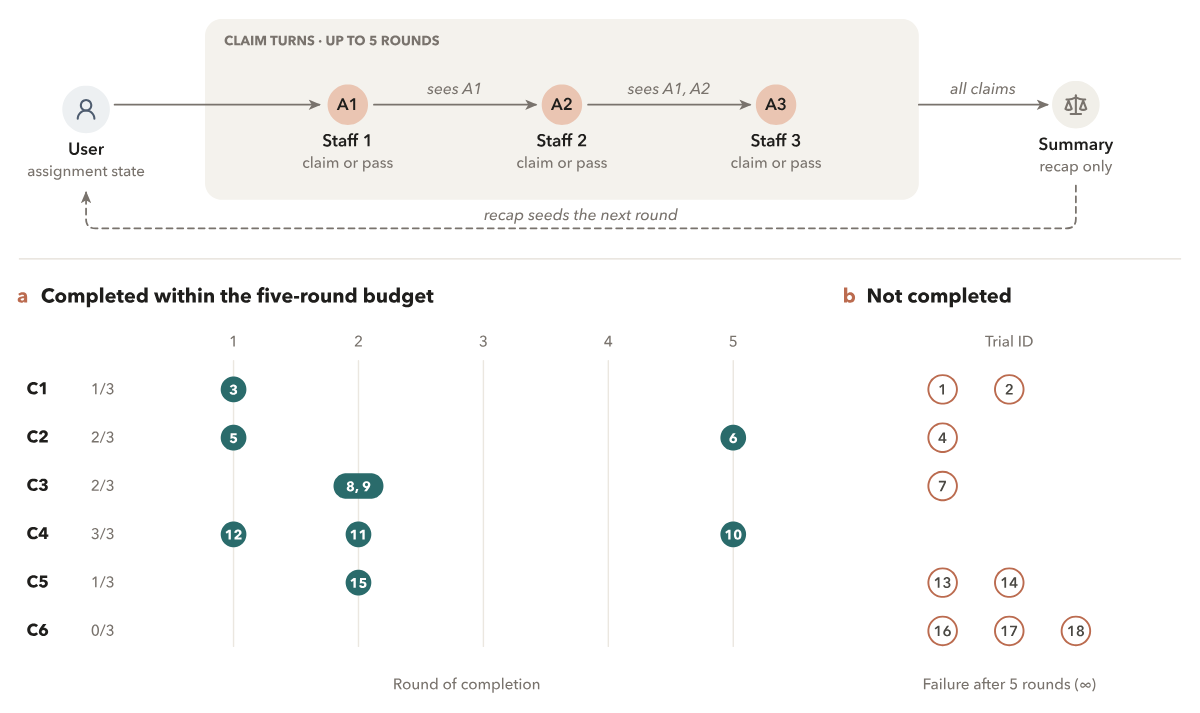 CLAIM TURNS · UP TO 5 ROUNDS
sees A1
sees A1, A2
all claims
A1
A2
A3
User
assignment state
Staff 1
claim or pass
Staff 2
claim or pass
Staff 3
claim or pass
Summary
recap only
recap seeds the next round
a Completed within the five-round budget
1 2 3 4 5
C1 1/3 3
C2 2/3 5 6
C3 2/3 8, 9
C4 3/3 12 11 10
C5 1/3 15
C6 0/3
Round of completion
b Not completed
Trial ID
1 2
4
7
13 14
16 17 18
Failure after 5 rounds (∞)